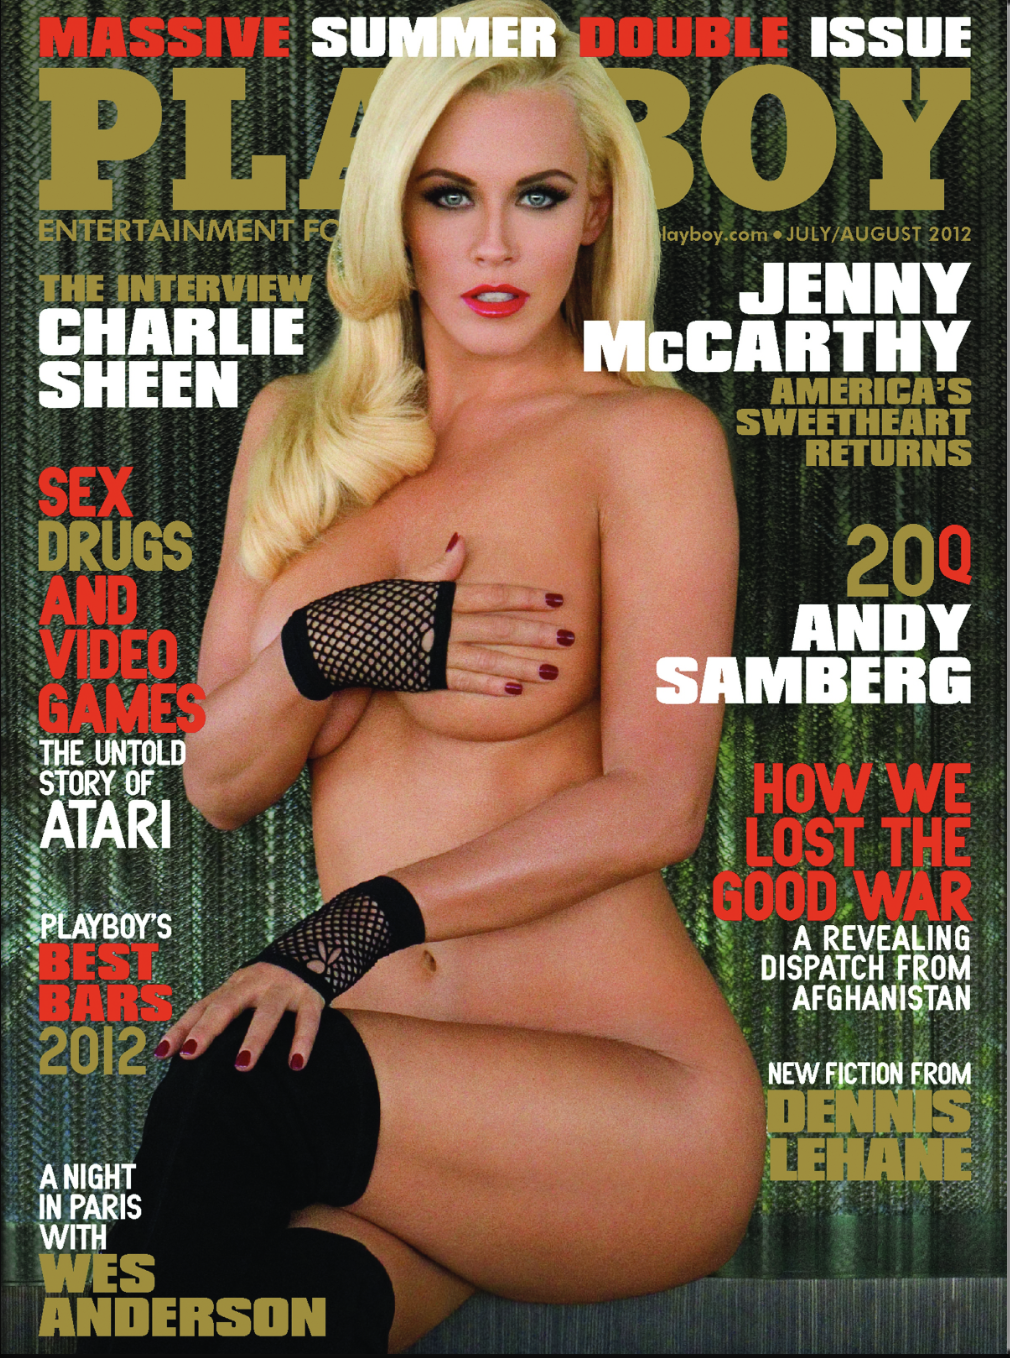 MASSIVE SUMMER DOUBLE ISSUE
PLAYBOY
ENTERTAINMENT FO
playboy.com • JULY/AUGUST 2012
THE INTERVIEW
CHARLIE
SHEEN
SEX
DRUGS
AND
VIDEO
GAMES
THE UNTOLD
STORY OF
ATARI
PLAYBOY'S
BEST
BARS
2012
A NIGHT
IN PARIS
WITH
WES
ANDERSON
JENNY
McCARTHY
AMERICA'S
SWEETHEART
RETURNS
20Q
ANDY
SAMBERG
HOW WE
LOST THE
GOOD WAR
A REVEALING
DISPATCH FROM
AFGHANISTAN
NEW FICTION FROM
DENNIS
LEHANE